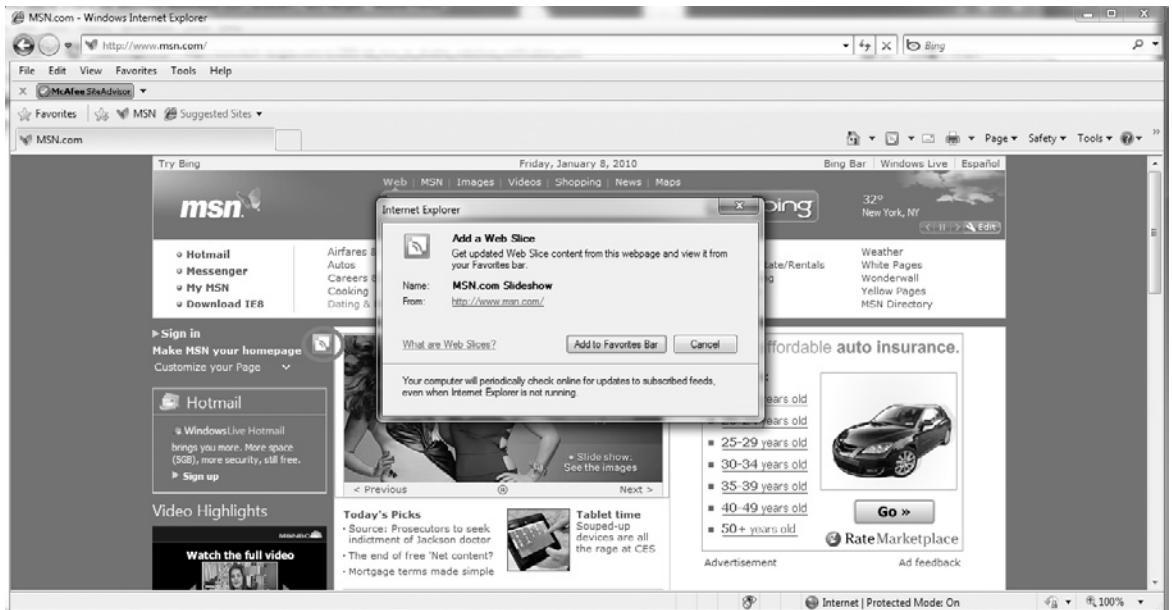 MSN.com - Windows Internet Explorer
http://www.msn.com/
Bing
File Edit View Favorites Tools Help
X McAfee SiteAdvisor
Favorites MSN Suggested Sites
MSN.com
Page Safety Tools
Try Bing
Friday, January 8, 2010
Bing Bar Windows Live Español
Web MSN Images Videos Shopping News Maps
msn
bing
32°
New York, NY
Edit
Hotmail
Messenger
My MSN
Download IE8
Airfares &
Autos
Careers &
Cooking
Dating &
Weather
White Pages
Wonderwall
Yellow Pages
MSN Directory
Internet Explorer
Add a Web Slice
Get updated Web Slice content from this webpage and view it from
your Favorites bar.
Name: MSN.com Slideshow
From: http://www.msn.com/
What are Web Slices?
Add to Favorites Bar
Cancel
Your computer will periodically check online for updates to subscribed feeds,
even when Internet Explorer is not running.
Sign in
Make MSN your homepage
Customize your Page
Hotmail
WindowsLive Hotmail
brings you more. More space
(5GB), more security, still free.
Sign up
Video Highlights
Watch the full video
Slide show:
See the images
< Previous
Next >
Today's Picks
Source: Prosecutors to seek
indictment of Jackson doctor
The end of free 'Net content?
Mortgage terms made simple
Tablet time
Souped-up
devices are all
the rage at CES
auto insurance.
years old
years old
25-29 years old
30-34 years old
35-39 years old
40-49 years old
50+ years old
Go »
RateMarketplace
Advertisement
Ad feedback
Internet | Protected Mode: On
100%